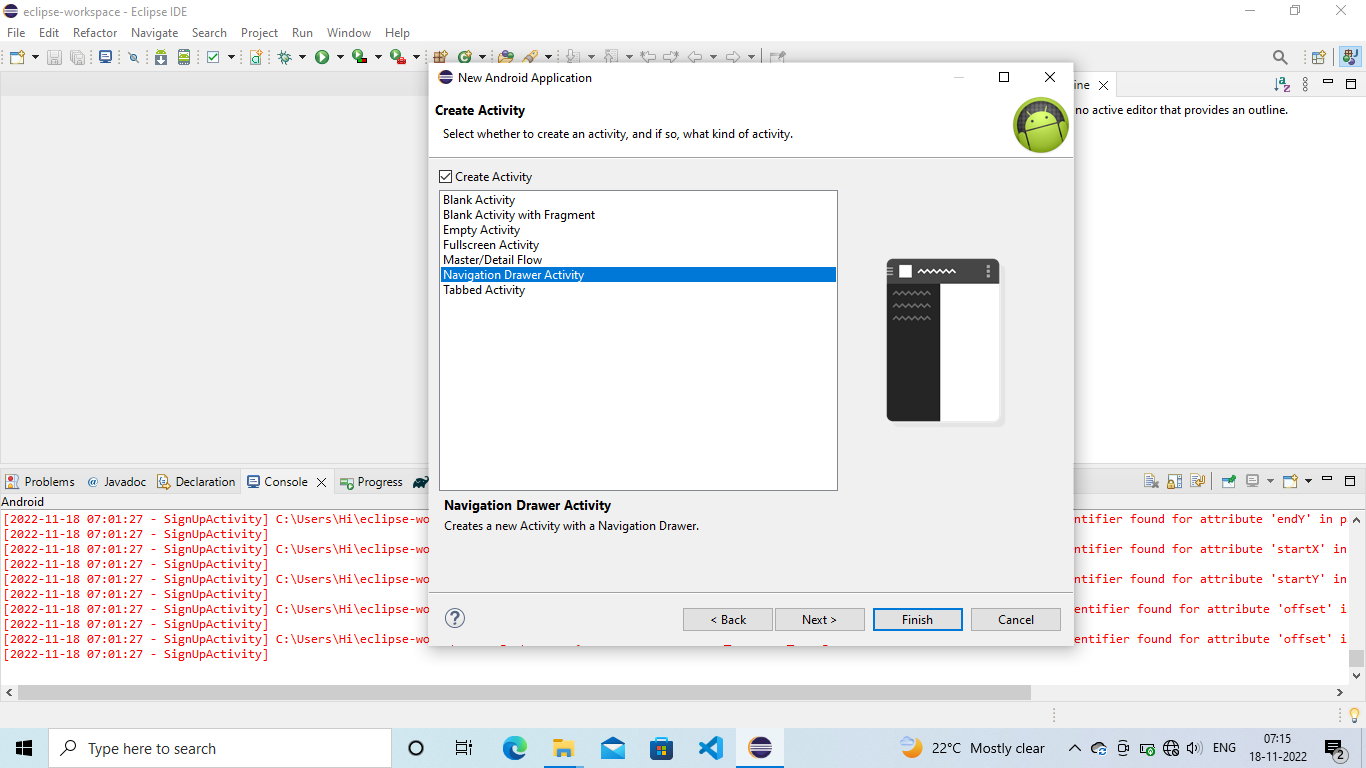 eclipse-workspace - Eclipse IDE
File Edit Refactor Navigate Search Project Run Window Help
New Android Application
Create Activity
Select whether to create an activity, and if so, what kind of activity.
Create Activity
Blank Activity
Blank Activity with Fragment
Empty Activity
Fullscreen Activity
Master/Detail Flow
Navigation Drawer Activity
Tabbed Activity
Navigation Drawer Activity
Creates a new Activity with a Navigation Drawer.
? < Back Next > Finish Cancel
ine
no active editor that provides an outline.
Problems @ Javadoc Declaration Console Progress
Android
[2022-11-18 07:01:27 - SignUpActivity] C:\Users\Hi\eclipse-wo ntifier found for attribute 'endY' in p
[2022-11-18 07:01:27 - SignUpActivity]
[2022-11-18 07:01:27 - SignUpActivity] C:\Users\Hi\eclipse-wo ntifier found for attribute 'startX' in
[2022-11-18 07:01:27 - SignUpActivity]
[2022-11-18 07:01:27 - SignUpActivity] C:\Users\Hi\eclipse-wo ntifier found for attribute 'startY' in
[2022-11-18 07:01:27 - SignUpActivity]
[2022-11-18 07:01:27 - SignUpActivity] C:\Users\Hi\eclipse-wo entifier found for attribute 'offset' i
[2022-11-18 07:01:27 - SignUpActivity]
[2022-11-18 07:01:27 - SignUpActivity] C:\Users\Hi\eclipse-wo entifier found for attribute 'offset' i
[2022-11-18 07:01:27 - SignUpActivity]
Type here to search
22°C Mostly clear
ENG
07:15
18-11-2022
2